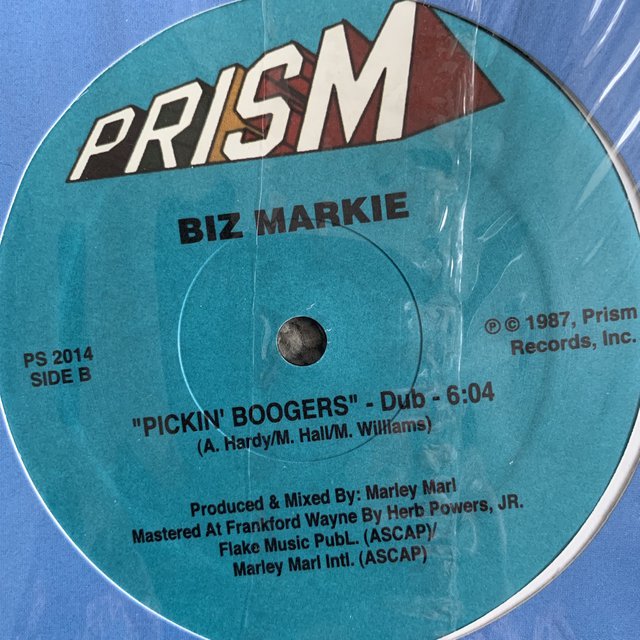 PRISM
BIZ MARKIE
PS 2014
SIDE B
℗ © 1987, Prism
Records, Inc.
"PICKIN' BOOGERS" - Dub - 6:04
(A. Hardy/M. Hall/M. Williams)
Produced & Mixed By: Marley Marl
Mastered At Frankford Wayne By Herb Powers, JR.
Flake Music PubL. (ASCAP)/
Marley Marl Intl. (ASCAP)